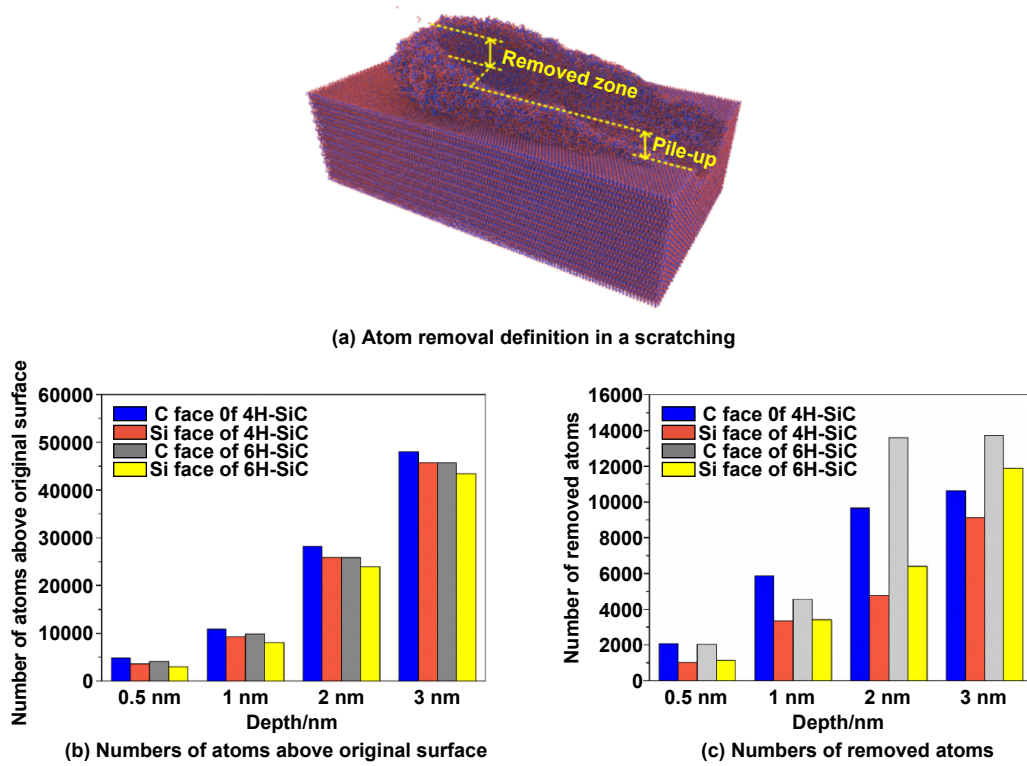 Removed zone
Pile-up
(a) Atom removal definition in a scratching
Number of atoms above original surface
60000
50000
40000
30000
20000
10000
0
C face 0f 4H-SiC
Si face of 4H-SiC
C face of 6H-SiC
Si face of 6H-SiC
0.5 nm 1 nm 2 nm 3 nm
Depth/nm
(b) Numbers of atoms above original surface
Number of removed atoms
16000
14000
12000
10000
8000
6000
4000
2000
0
C face 0f 4H-SiC
Si face of 4H-SiC
C face of 6H-SiC
Si face of 6H-SiC
0.5 nm 1 nm 2 nm 3 nm
Depth/nm
(c) Numbers of removed atoms